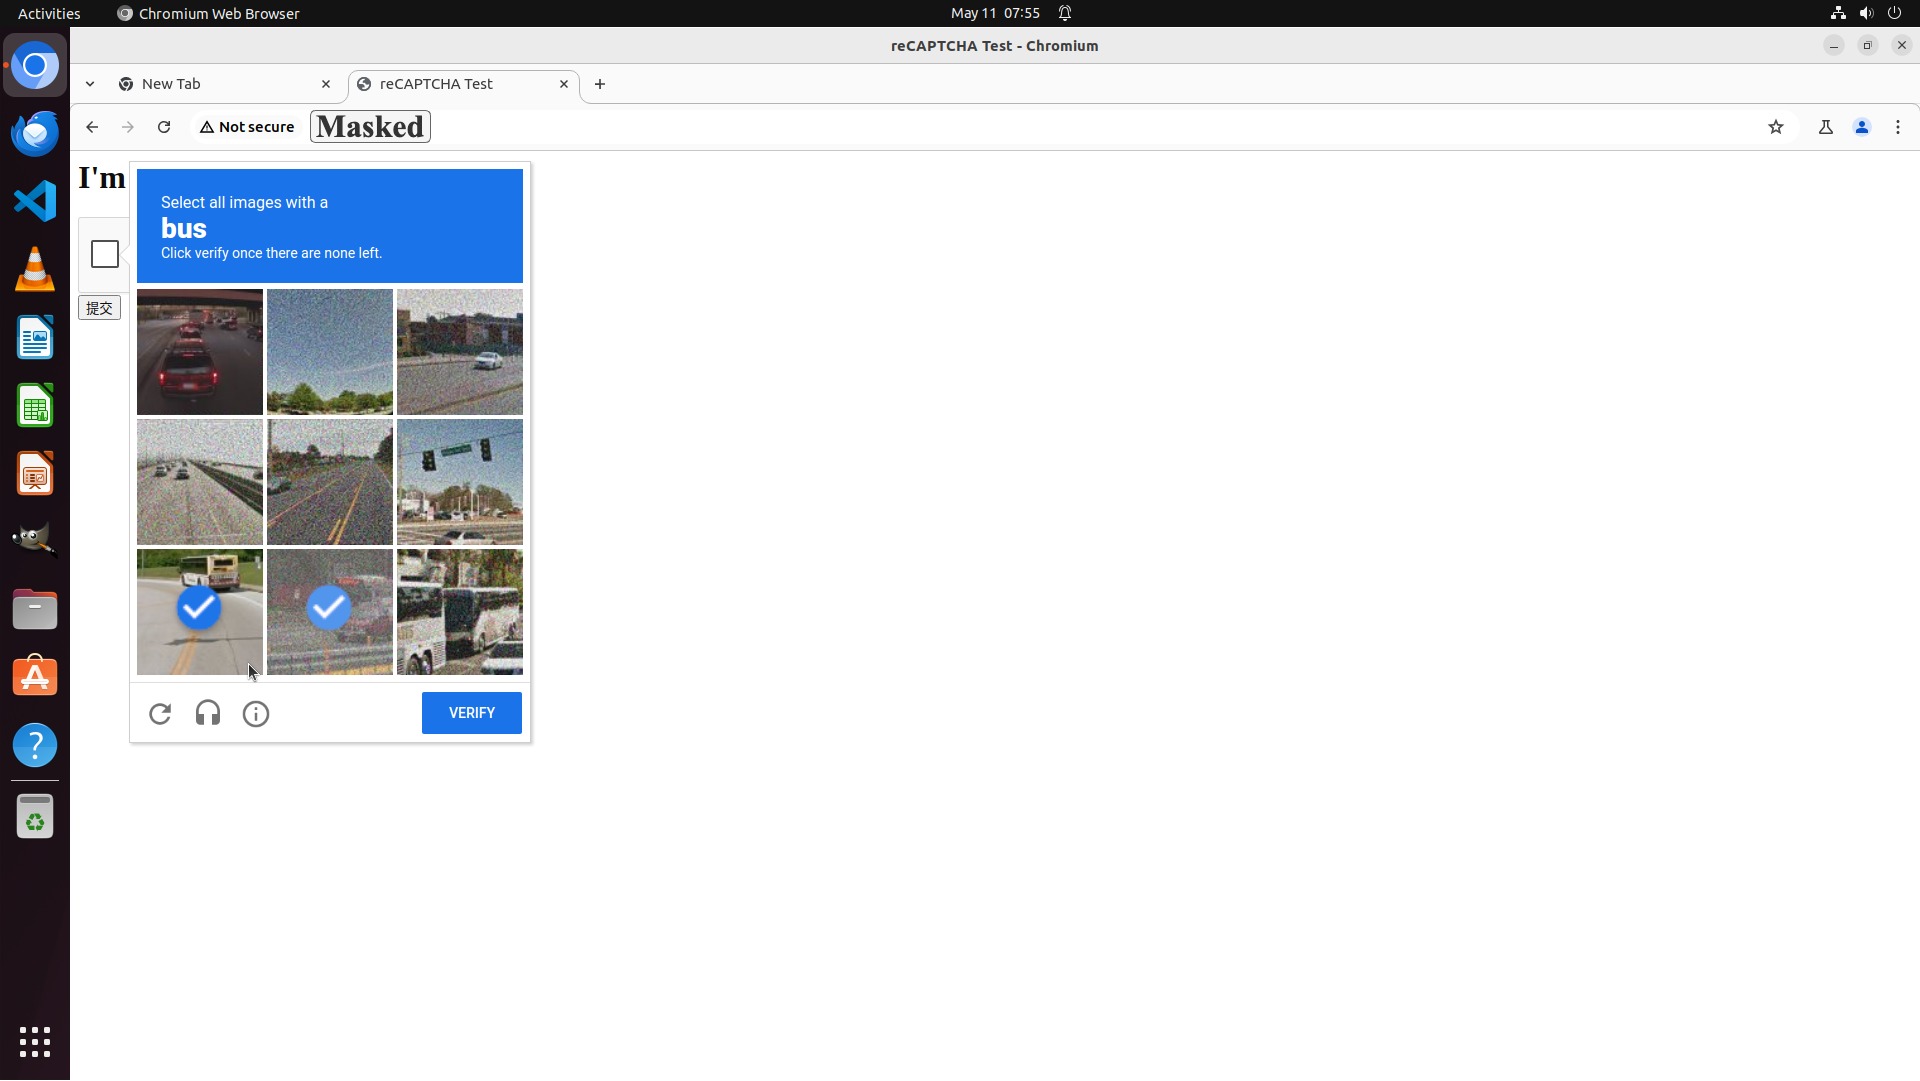 Activities
Chromium Web Browser
May 11 07:55
reCAPTCHA Test - Chromium
New Tab
reCAPTCHA Test
Not secure
Masked
I'm
Select all images with a
bus
Click verify once there are none left.
提交
VERIFY